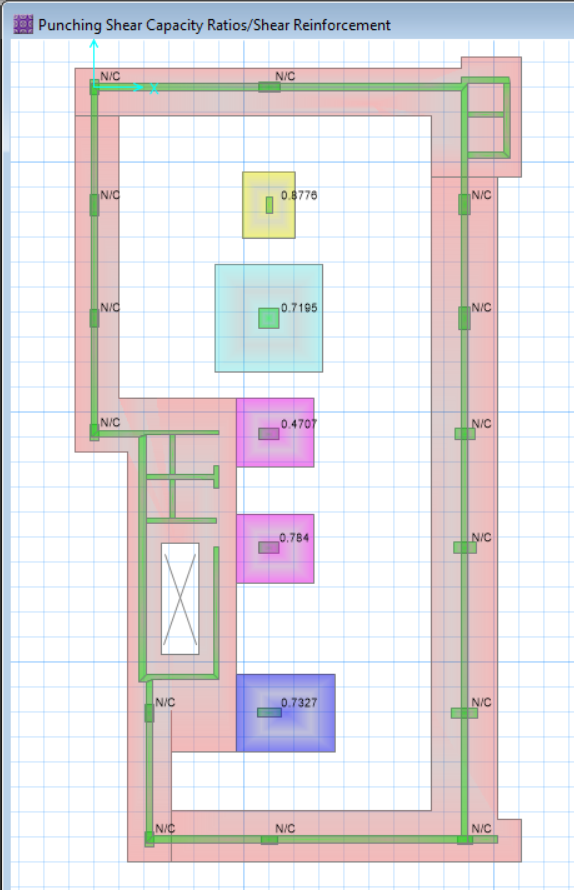 Punching Shear Capacity Ratios/Shear Reinforcement
N/C N/C
X
N/C 0.8776 N/C
N/C 0.7195 N/C
N/C 0.4707 N/C
0.784 N/C
N/C 0.7327 N/C
N/C N/C N/C